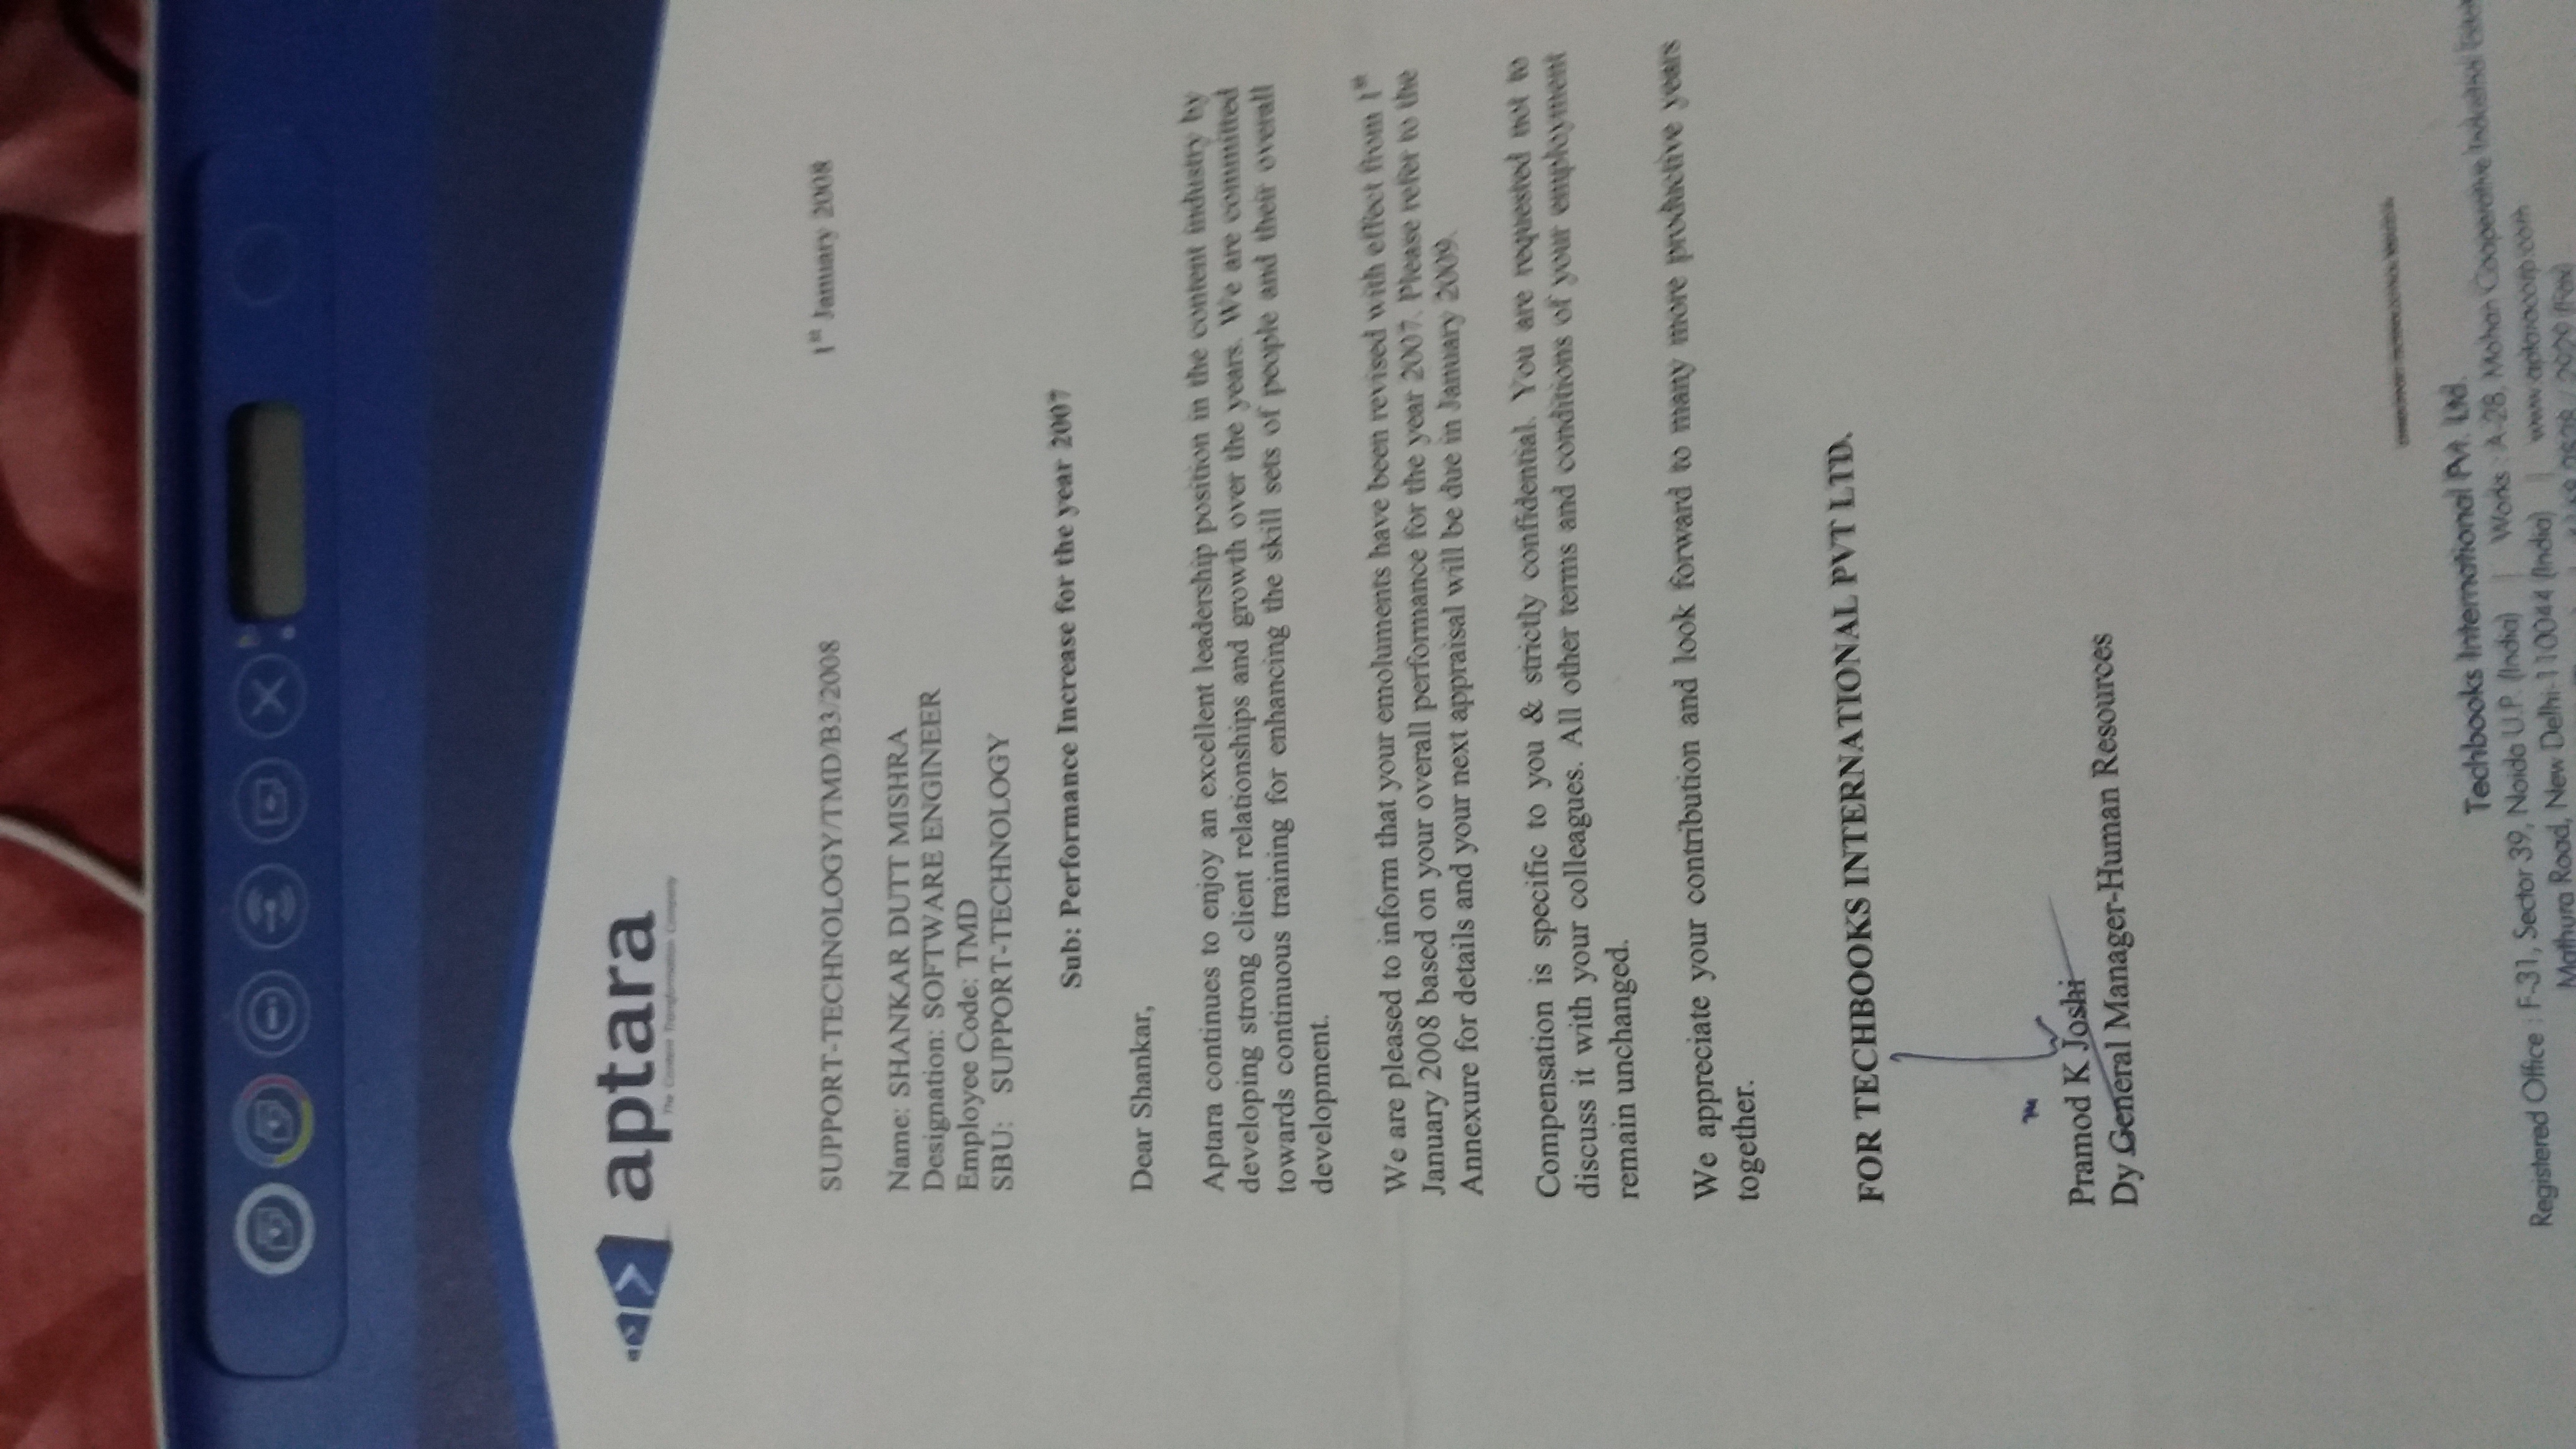 aptara
The Content Transformation Company
SUPPORT-TECHNOLOGY/TMD/B3/2008 1st January 2008
Name: SHANKAR DUTT MISHRA
Designation: SOFTWARE ENGINEER
Employee Code: TMD
SBU: SUPPORT-TECHNOLOGY
Sub: Performance Increase for the year 2007
Dear Shankar,
Aptara continues to enjoy an excellent leadership position in the content industry by
developing strong client relationships and growth over the years. We are committed
towards continuous training for enhancing the skill sets of people and their overall
development.
We are pleased to inform that your emoluments have been revised with effect from 1st
January 2008 based on your overall performance for the year 2007. Please refer to the
Annexure for details and your next appraisal will be due in January 2009.
Compensation is specific to you & strictly confidential. You are requested not to
discuss it with your colleagues. All other terms and conditions of your employment
remain unchanged.
We appreciate your contribution and look forward to many more productive years
together.
FOR TECHBOOKS INTERNATIONAL PVT LTD.
Pramod K Joshi
Dy General Manager-Human Resources
Techbooks International Pvt. Ltd.
Registered Office : F-31, Sector 39, Noida U.P. (India) | Works : A-28, Mohan Cooperative Industrial
Mathura Road, New Delhi-110044 (India) | www.aptaracorp.com
2929 (Fax)